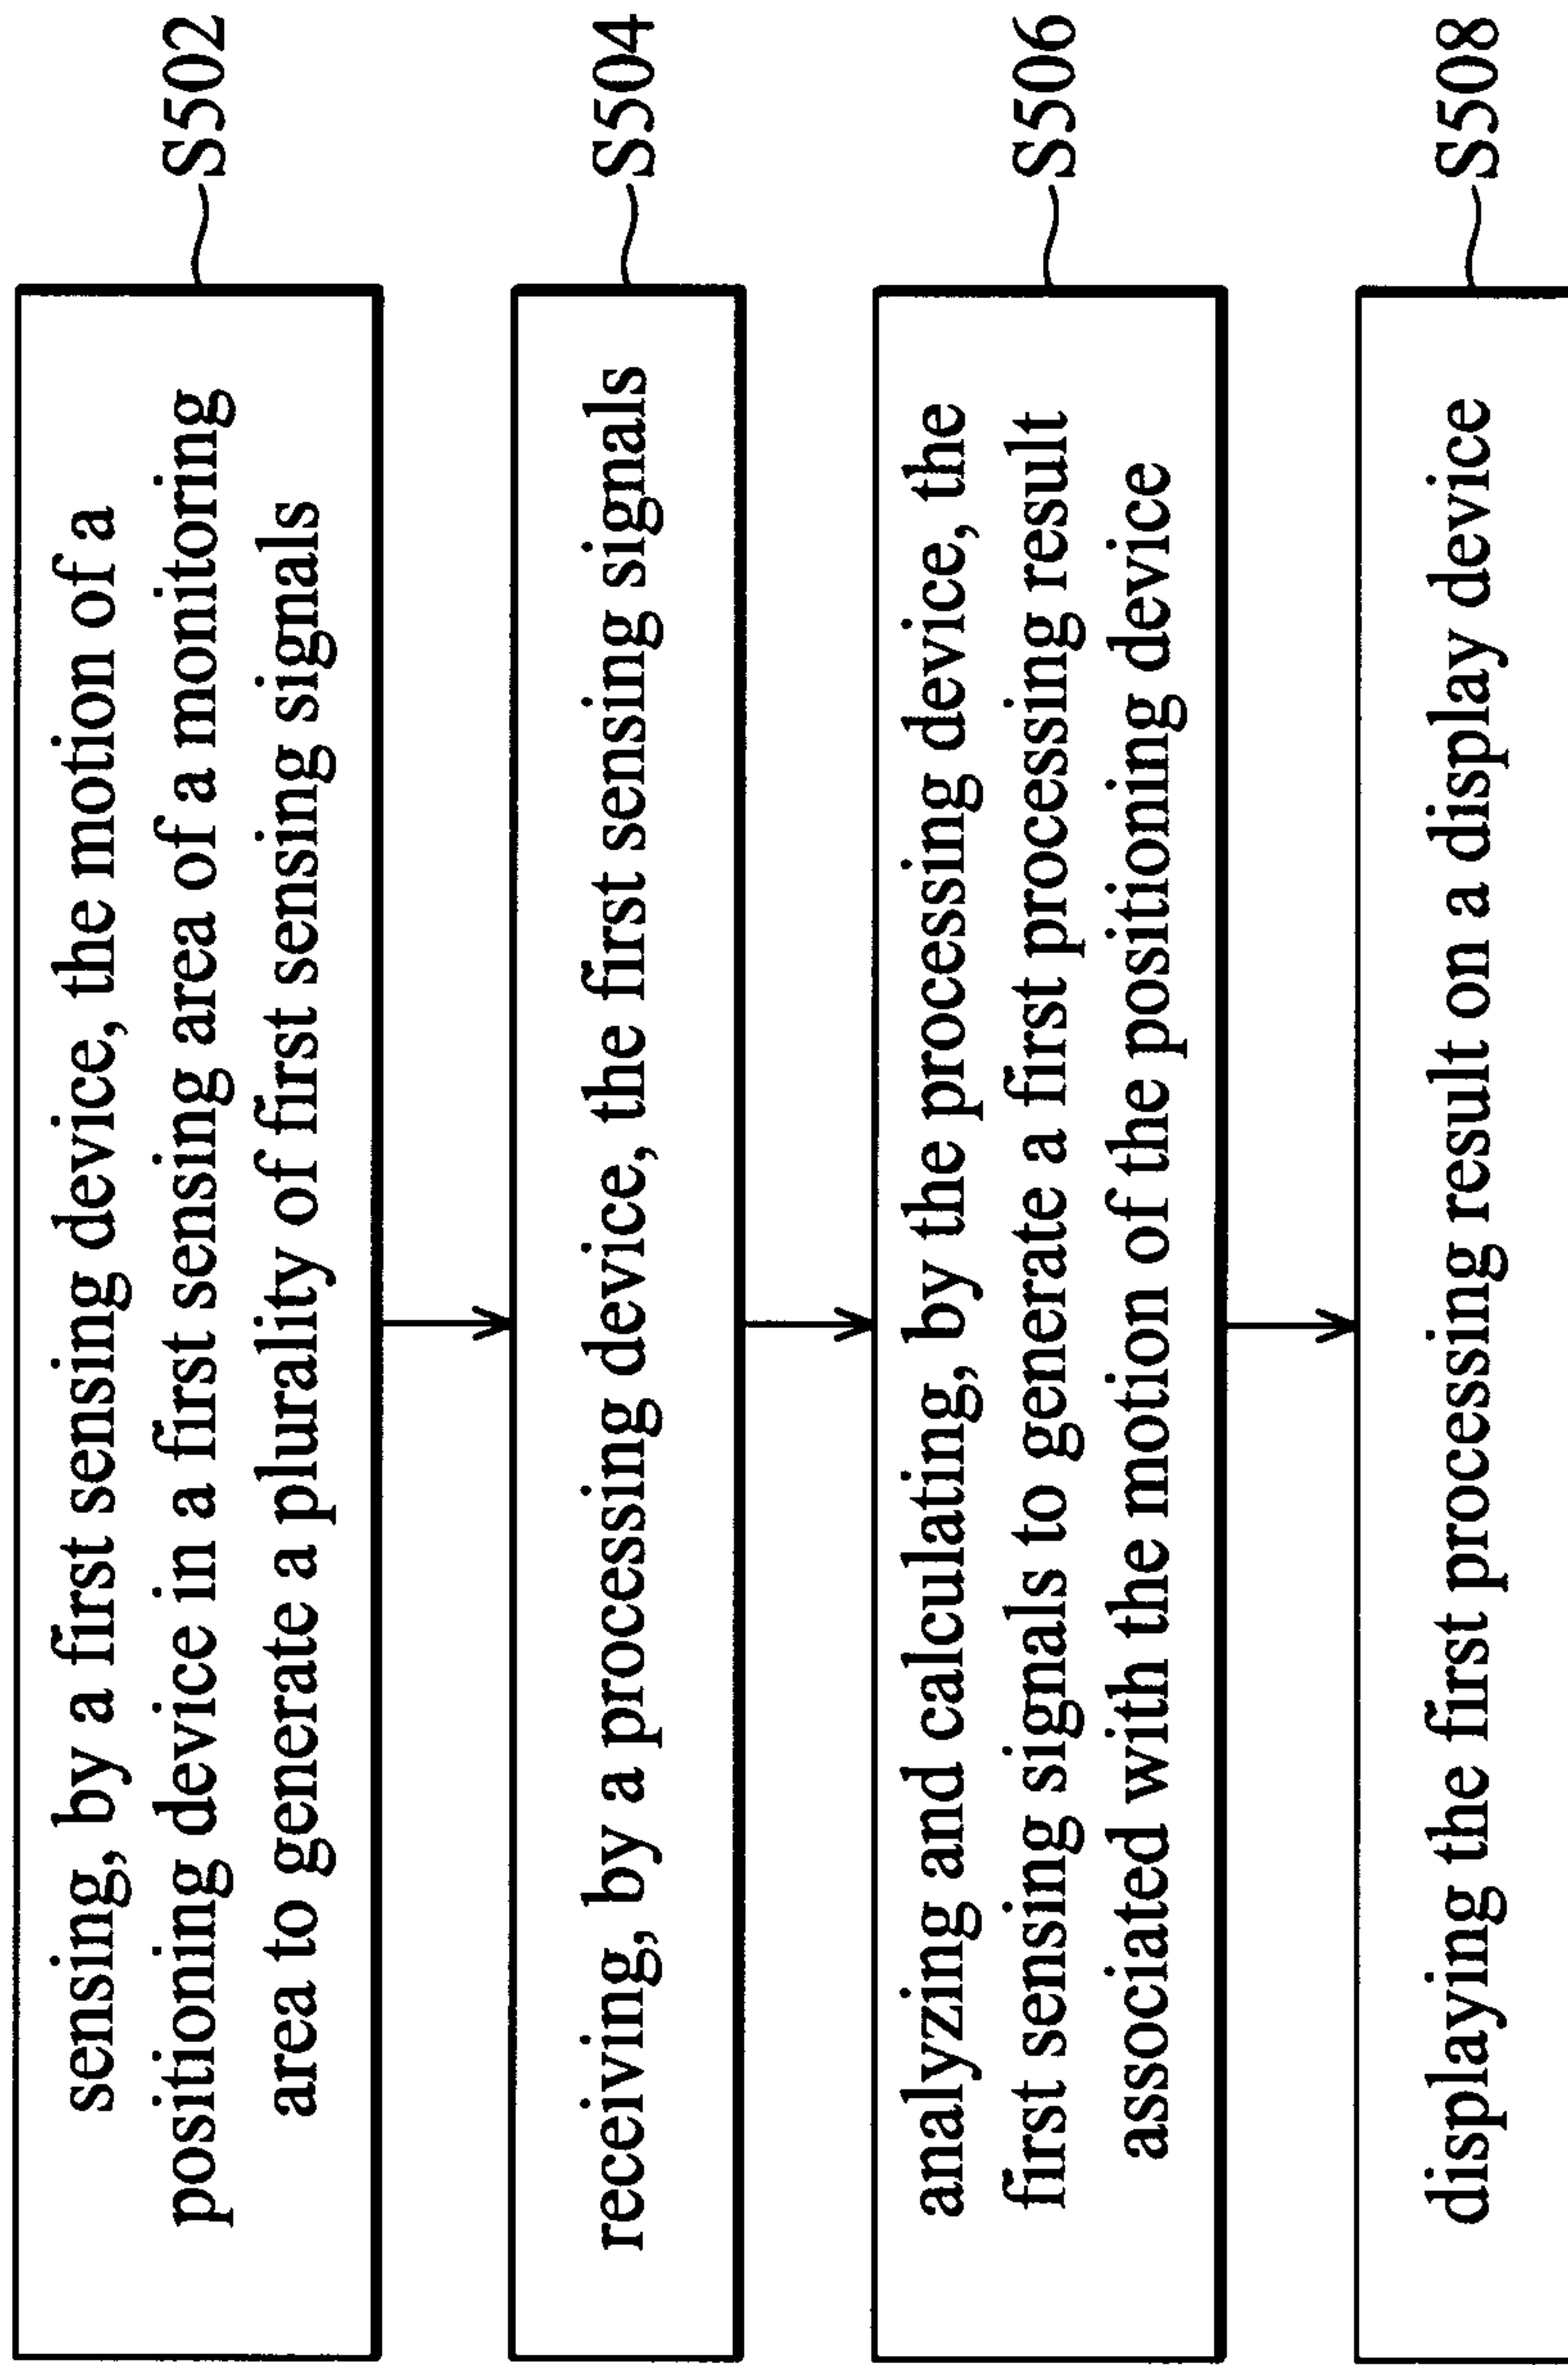 sensing, by a first sensing device, the motion of a
positioning device in a first sensing area of a monitoring
area to generate a plurality of first sensing signals
S502
receiving, by a processing device, the first sensing signals
S504
analyzing and calculating, by the processing device, the
first sensing signals to generate a first processing result
associated with the motion of the positioning device
S506
displaying the first processing result on a display device
S508